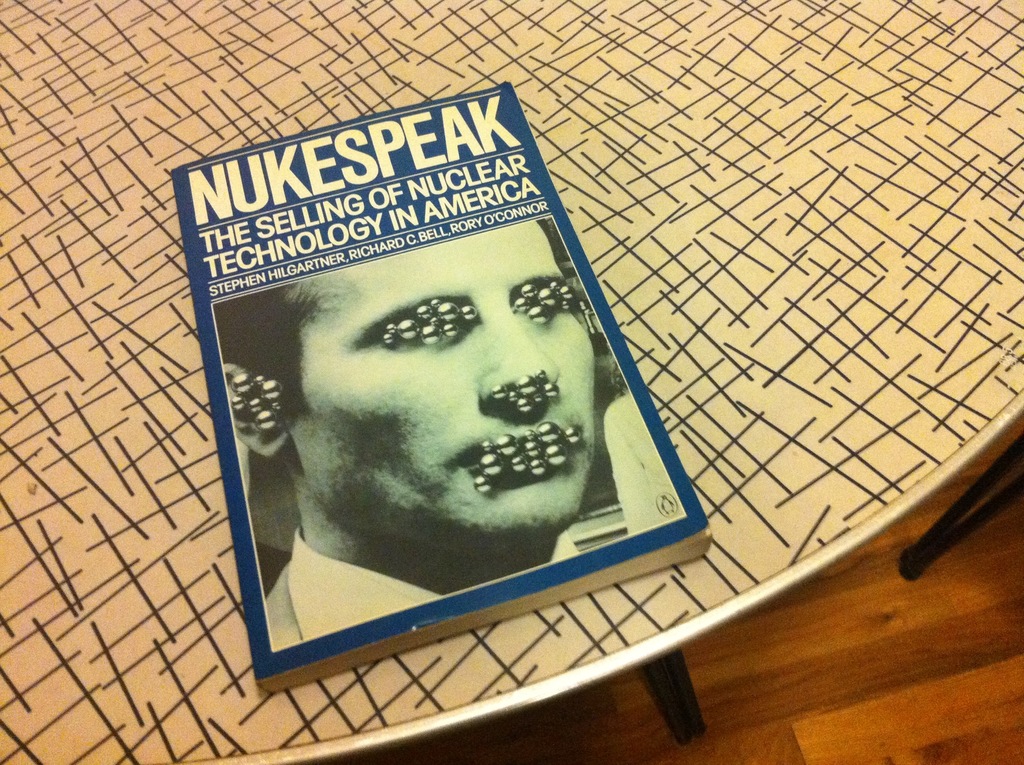 NUKESPEAK
THE SELLING OF NUCLEAR
TECHNOLOGY IN AMERICA
STEPHEN HILGARTNER, RICHARD C. BELL, RORY O'CONNOR